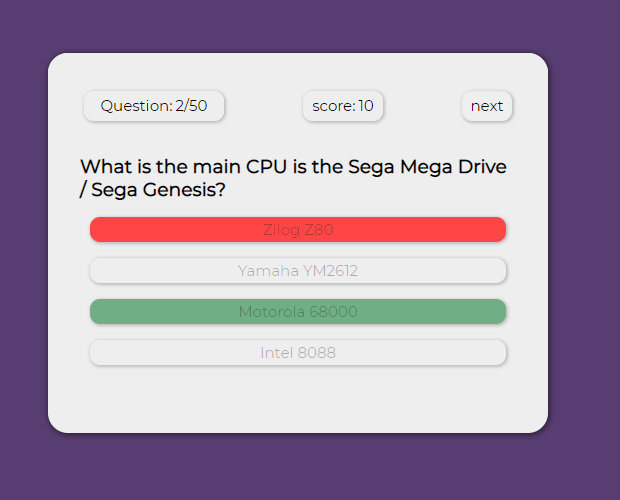 Question: 2/50 score: 10 next
What is the main CPU is the Sega Mega Drive
/ Sega Genesis?
Zilog Z80
Yamaha YM2612
Motorola 68000
Intel 8088